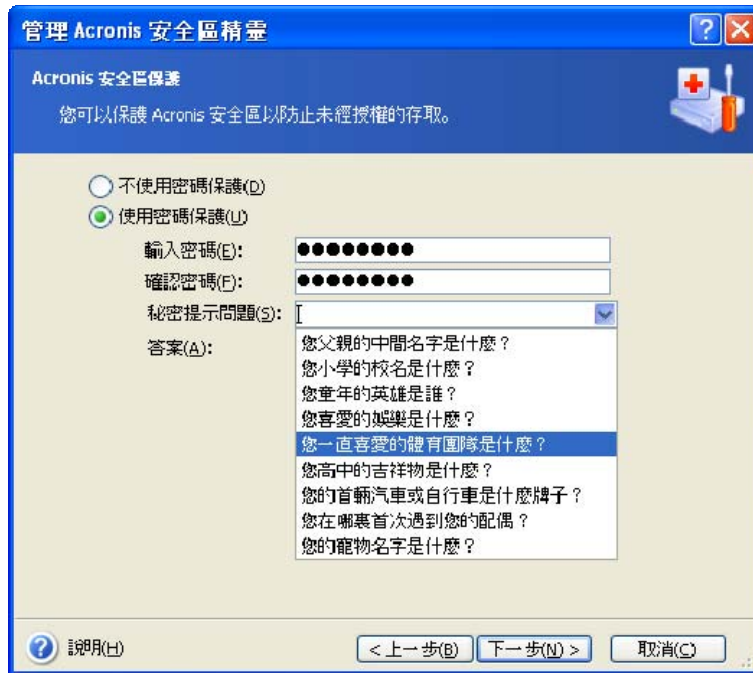 管理 Acronis 安全區精靈
Acronis 安全區保護
您可以保護 Acronis 安全區以防止未經授權的存取。
不使用密碼保護(D)
使用密碼保護(U)
輸入密碼(E):
確認密碼(F):
秘密提示問題(S):
答案(A):
您父親的中間名字是什麼？
您小學的校名是什麼？
您童年的英雄是誰？
您喜愛的娛樂是什麼？
您一直喜愛的體育團隊是什麼？
您高中的吉祥物是什麼？
您的首輛汽車或自行車是什麼牌子？
您在哪裏首次遇到您的配偶？
您的寵物名字是什麼？
說明(H)
< 上一步(B)
下一步(N) >
取消(C)